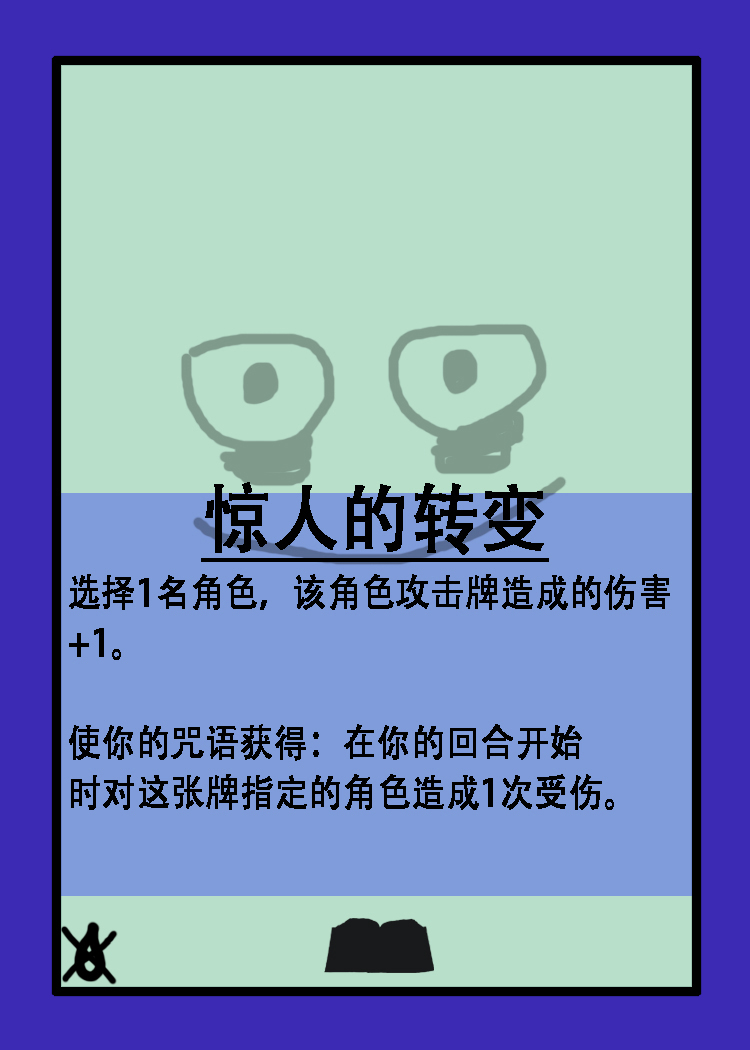 惊人的转变
选择1名角色，该角色攻击牌造成的伤害
+1。
使你的咒语获得：在你的回合开始
时对这张牌指定的角色造成1次受伤。